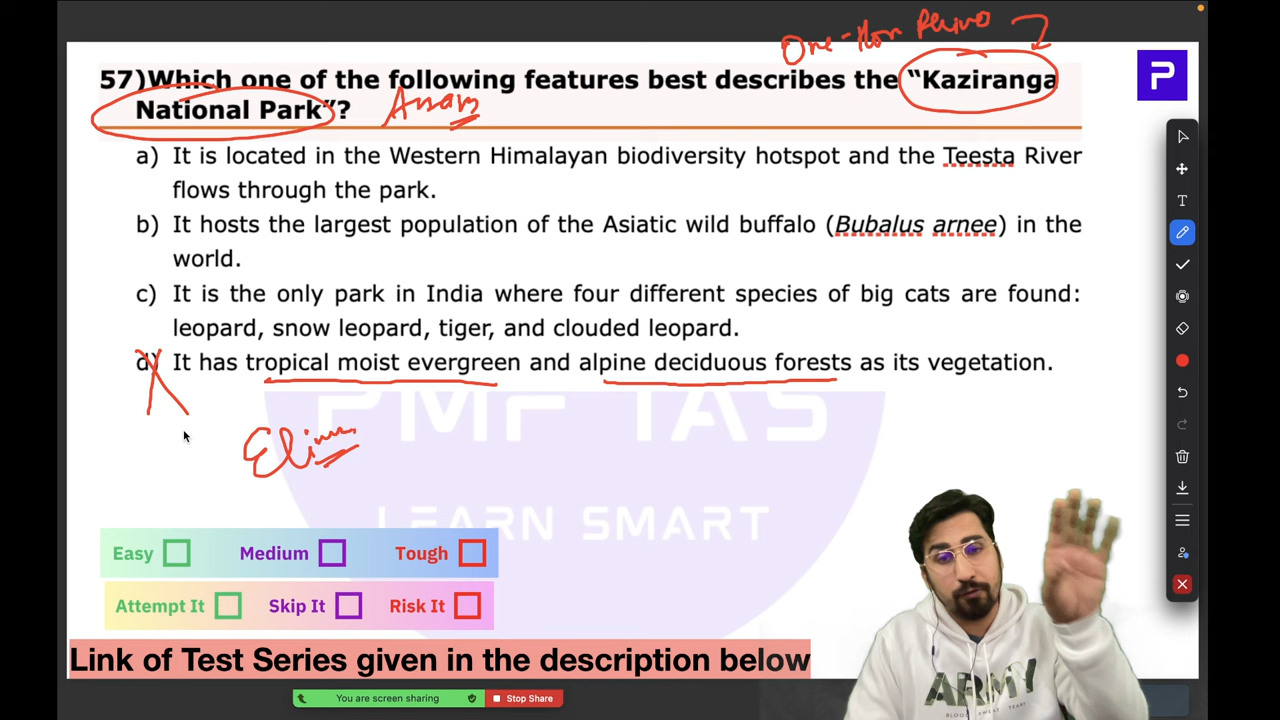 One-Horn Rhino
57)Which one of the following features best describes the “Kaziranga
National Park”?
Assam
a) It is located in the Western Himalayan biodiversity hotspot and the Teesta River
flows through the park.
b) It hosts the largest population of the Asiatic wild buffalo (Bubalus arnee) in the
world.
c) It is the only park in India where four different species of big cats are found:
leopard, snow leopard, tiger, and clouded leopard.
d) It has tropical moist evergreen and alpine deciduous forests as its vegetation.
PMF IAS
LEARN SMART
Easy Medium Tough
Attempt It Skip It Risk It
Link of Test Series given in the description below
You are screen sharing Stop Share
ARMY